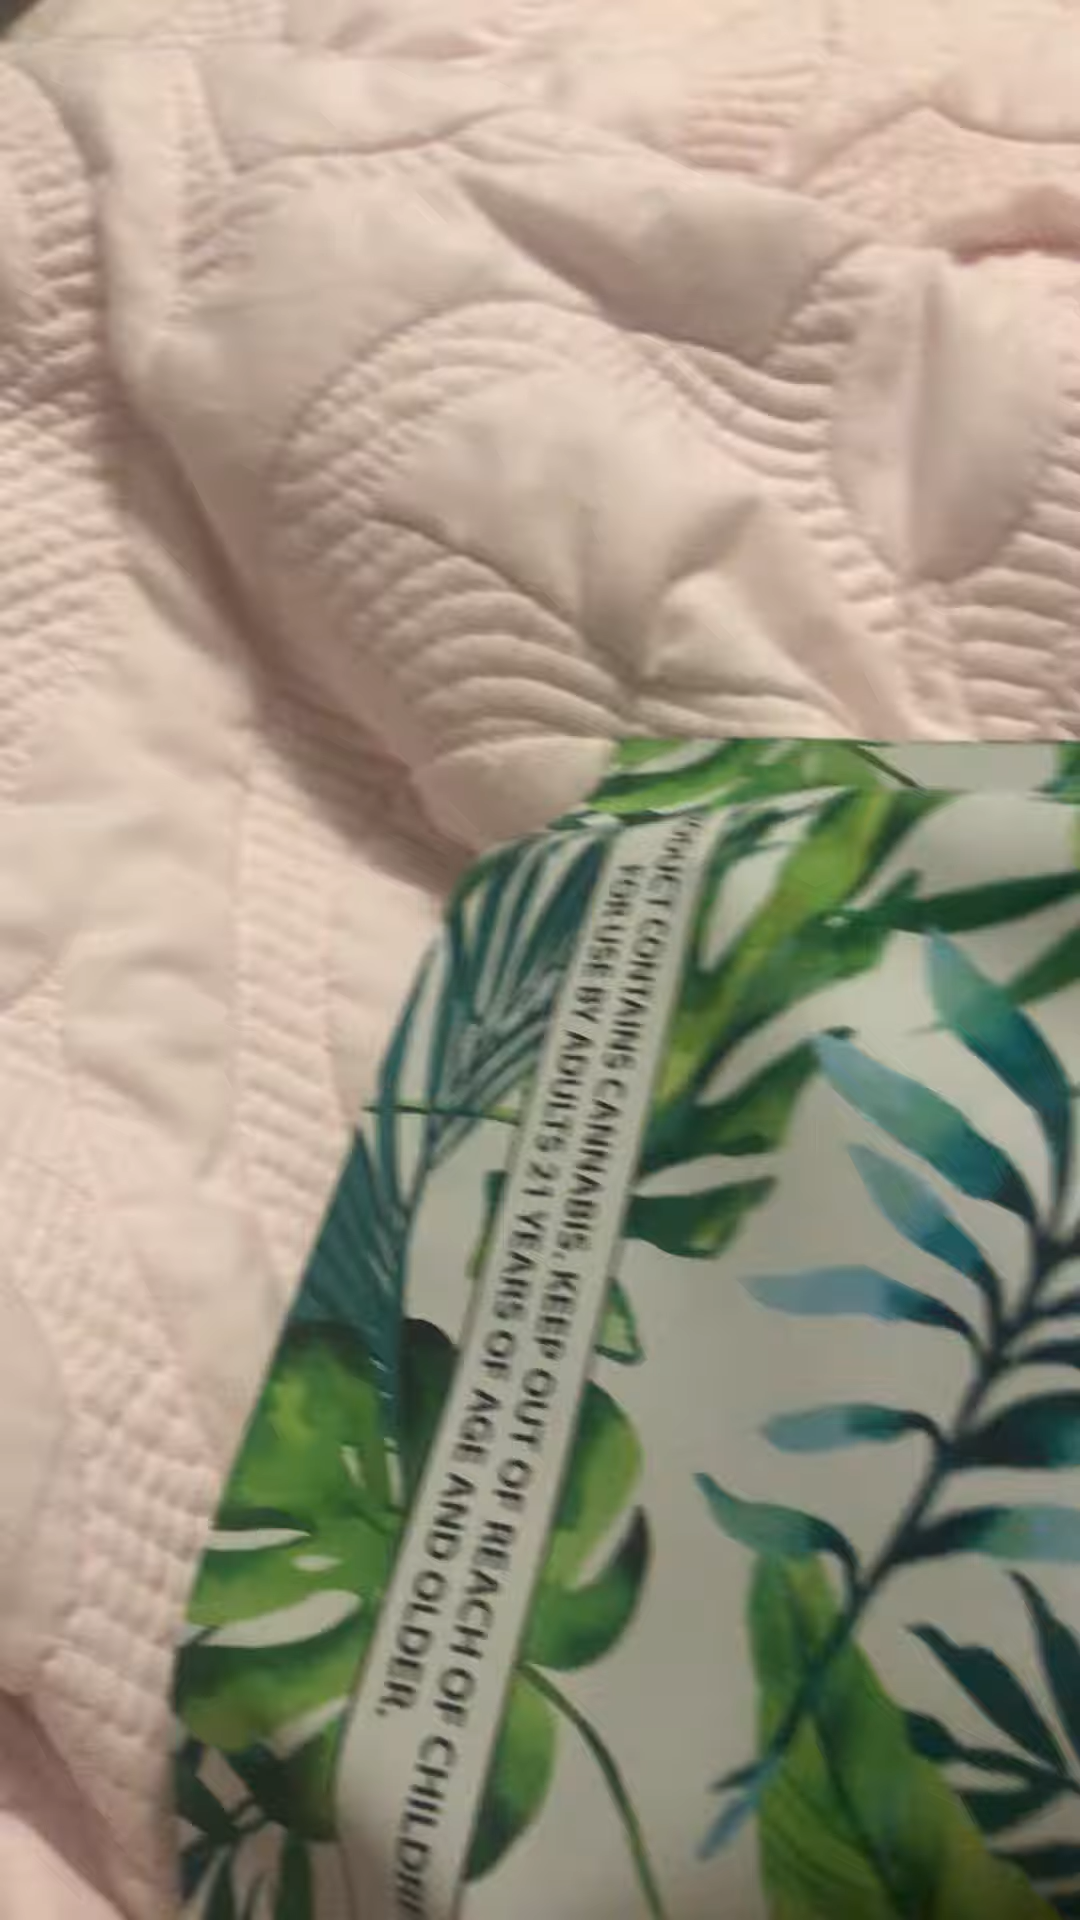 CONTAINS CANNABIS, KEEP OUT OF REACH OF
FOR USE BY ADULTS 21 YEARS OF AGE AND OLDER.